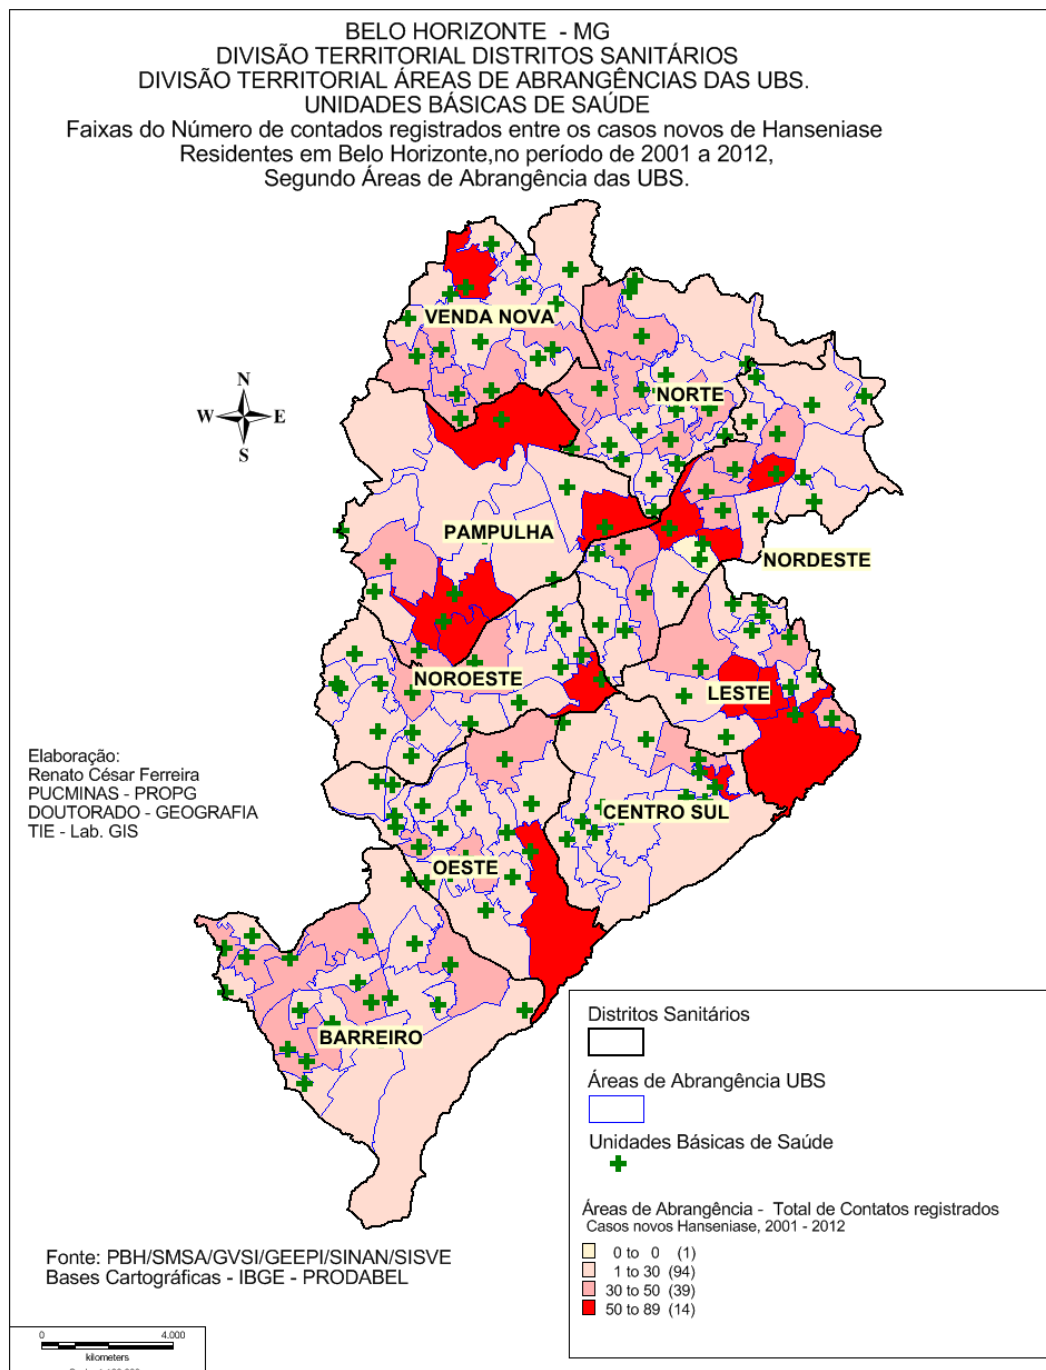 BELO HORIZONTE - MG
DIVISÃO TERRITORIAL DISTRITOS SANITÁRIOS
DIVISÃO TERRITORIAL ÁREAS DE ABRANGÊNCIAS DAS UBS.
UNIDADES BÁSICAS DE SAÚDE
Faixas do Número de contados registrados entre os casos novos de Hanseniase
Residentes em Belo Horizonte,no período de 2001 a 2012,
Segundo Áreas de Abrangência das UBS.
VENDA NOVA
N
W E
S
NORTE
PAMPULHA
NORDESTE
NOROESTE
LESTE
Elaboração:
Renato César Ferreira
PUCMINAS - PROPG
DOUTORADO - GEOGRAFIA
TIE - Lab. GIS
CENTRO SUL
OESTE
BARREIRO
Distritos Sanitários
Áreas de Abrangência UBS
Unidades Básicas de Saúde
Áreas de Abrangência - Total de Contatos registrados
Casos novos Hanseniase, 2001 - 2012
0 to 0 (1)
1 to 30 (94)
30 to 50 (39)
50 to 89 (14)
Fonte: PBH/SMSA/GVSI/GEEPI/SINAN/SISVE
Bases Cartográficas - IBGE - PRODABEL
0 4.000
kilometers